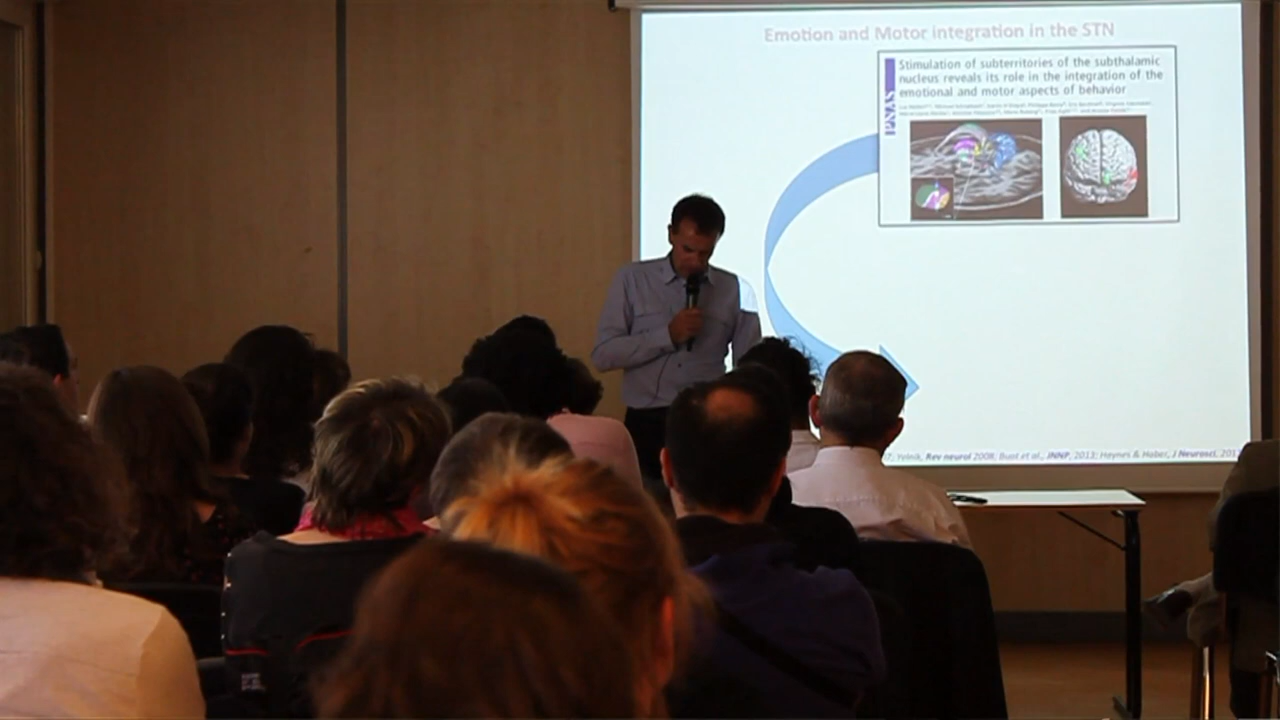 Emotion and Motor integration in the STN
PNAS
Stimulation of subterritories of the subthalamic
nucleus reveals its role in the integration of the
emotional and motor aspects of behavior
Yelnik, Rev neurol 2008; Buot et al., JNNP, 2013; Haynes & Haber, J Neurosci, 201